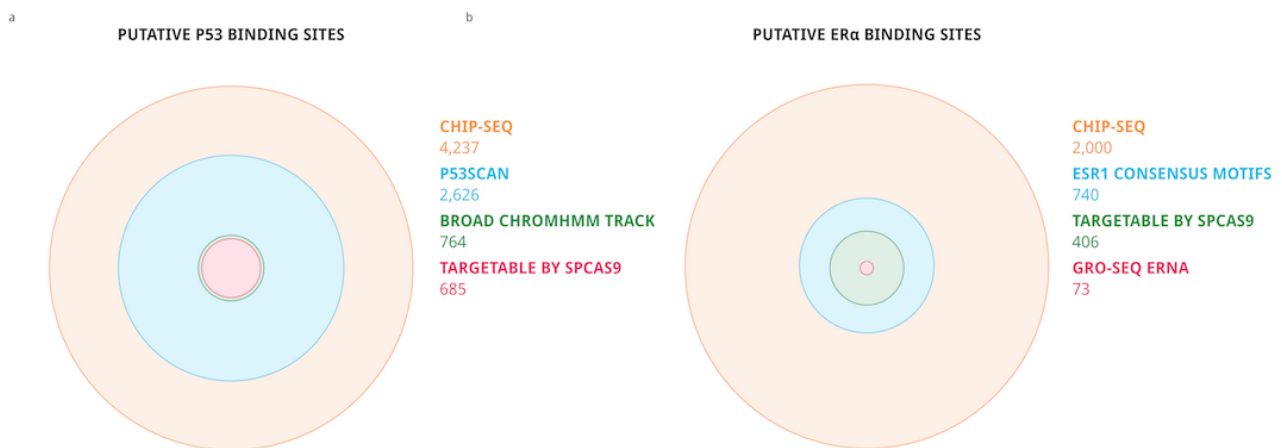 a
PUTATIVE P53 BINDING SITES
CHIP-SEQ
4,237
P53SCAN
2,626
BROAD CHROMHMM TRACK
764
TARGETABLE BY SPCAS9
685
b
PUTATIVE ERα BINDING SITES
CHIP-SEQ
2,000
ESR1 CONSENSUS MOTIFS
740
TARGETABLE BY SPCAS9
406
GRO-SEQ ERNA
73